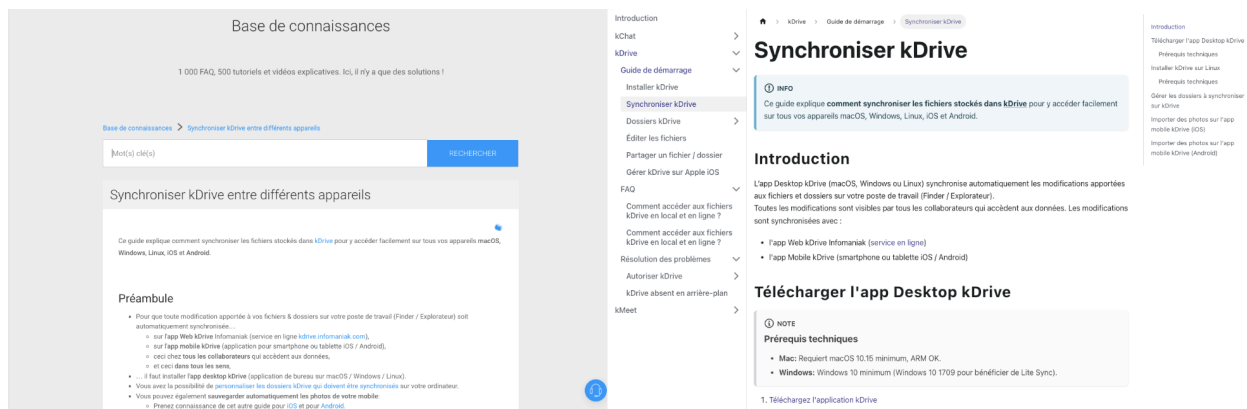 Base de connaissances
1 000 FAQ, 500 tutoriels et vidéos explicatives. Ici, il n'y a que des solutions !
Base de connaissances > Synchroniser kDrive entre différents appareils
Mot(s) clé(s)
RECHERCHER
Synchroniser kDrive entre différents appareils
Ce guide explique comment synchroniser les fichiers stockés dans kDrive pour y accéder facilement sur tous vos appareils macOS,
Windows, Linux, iOS et Android.
Préambule
• Pour que toute modification apportée à vos fichiers & dossiers sur votre poste de travail (Finder / Explorateur) soit
automatiquement synchronisée...
◦ sur l'app Web kDrive Infomaniak (service en ligne kdrive.infomaniak.com),
◦ sur l'app mobile kDrive (application pour smartphone ou tablette iOS / Android),
◦ ceci chez tous les collaborateurs qui accèdent aux données,
◦ et ceci dans tous les sens,
• ... il faut installer l'app desktop kDrive (application de bureau sur macOS / Windows / Linux).
• Vous avez la possibilité de personnaliser les dossiers kDrive qui doivent être synchronisés sur votre ordinateur.
• Vous pouvez également sauvegarder automatiquement les photos de votre mobile:
◦ Prenez connaissance de cet autre guide pour iOS et pour Android.
Introduction
kChat
kDrive
Guide de démarrage
Installer kDrive
Synchroniser kDrive
Dossiers kDrive
Éditer les fichiers
Partager un fichier / dossier
Gérer kDrive sur Apple iOS
FAQ
Comment accéder aux fichiers
kDrive en local et en ligne ?
Comment accéder aux fichiers
kDrive en local et en ligne ?
Résolution des problèmes
Autoriser kDrive
kDrive absent en arrière-plan
kMeet
> kDrive > Guide de démarrage > Synchroniser kDrive
Synchroniser kDrive
INFO
Ce guide explique comment synchroniser les fichiers stockés dans kDrive pour y accéder facilement
sur tous vos appareils macOS, Windows, Linux, iOS et Android.
Introduction
L'app Desktop kDrive (macOS, Windows ou Linux) synchronise automatiquement les modifications apportées
aux fichiers et dossiers sur votre poste de travail (Finder / Explorateur).
Toutes les modifications sont visibles par tous les collaborateurs qui accèdent aux données. Les modifications
sont synchronisées avec :
• l'app Web kDrive Infomaniak (service en ligne)
• l'app Mobile kDrive (smartphone ou tablette iOS / Android)
Télécharger l'app Desktop kDrive
NOTE
Prérequis techniques
• Mac: Requiert macOS 10.15 minimum, ARM OK.
• Windows: Windows 10 minimum (Windows 10 1709 pour bénéficier de Lite Sync).
1. Téléchargez l'application kDrive
Introduction
Télécharger l'app Desktop kDrive
Prérequis techniques
Installer kDrive sur Linux
Prérequis techniques
Gérer les dossiers à synchroniser
sur kDrive
Importer des photos sur l'app
mobile kDrive (iOS)
Importer des photos sur l'app
mobile kDrive (Android)